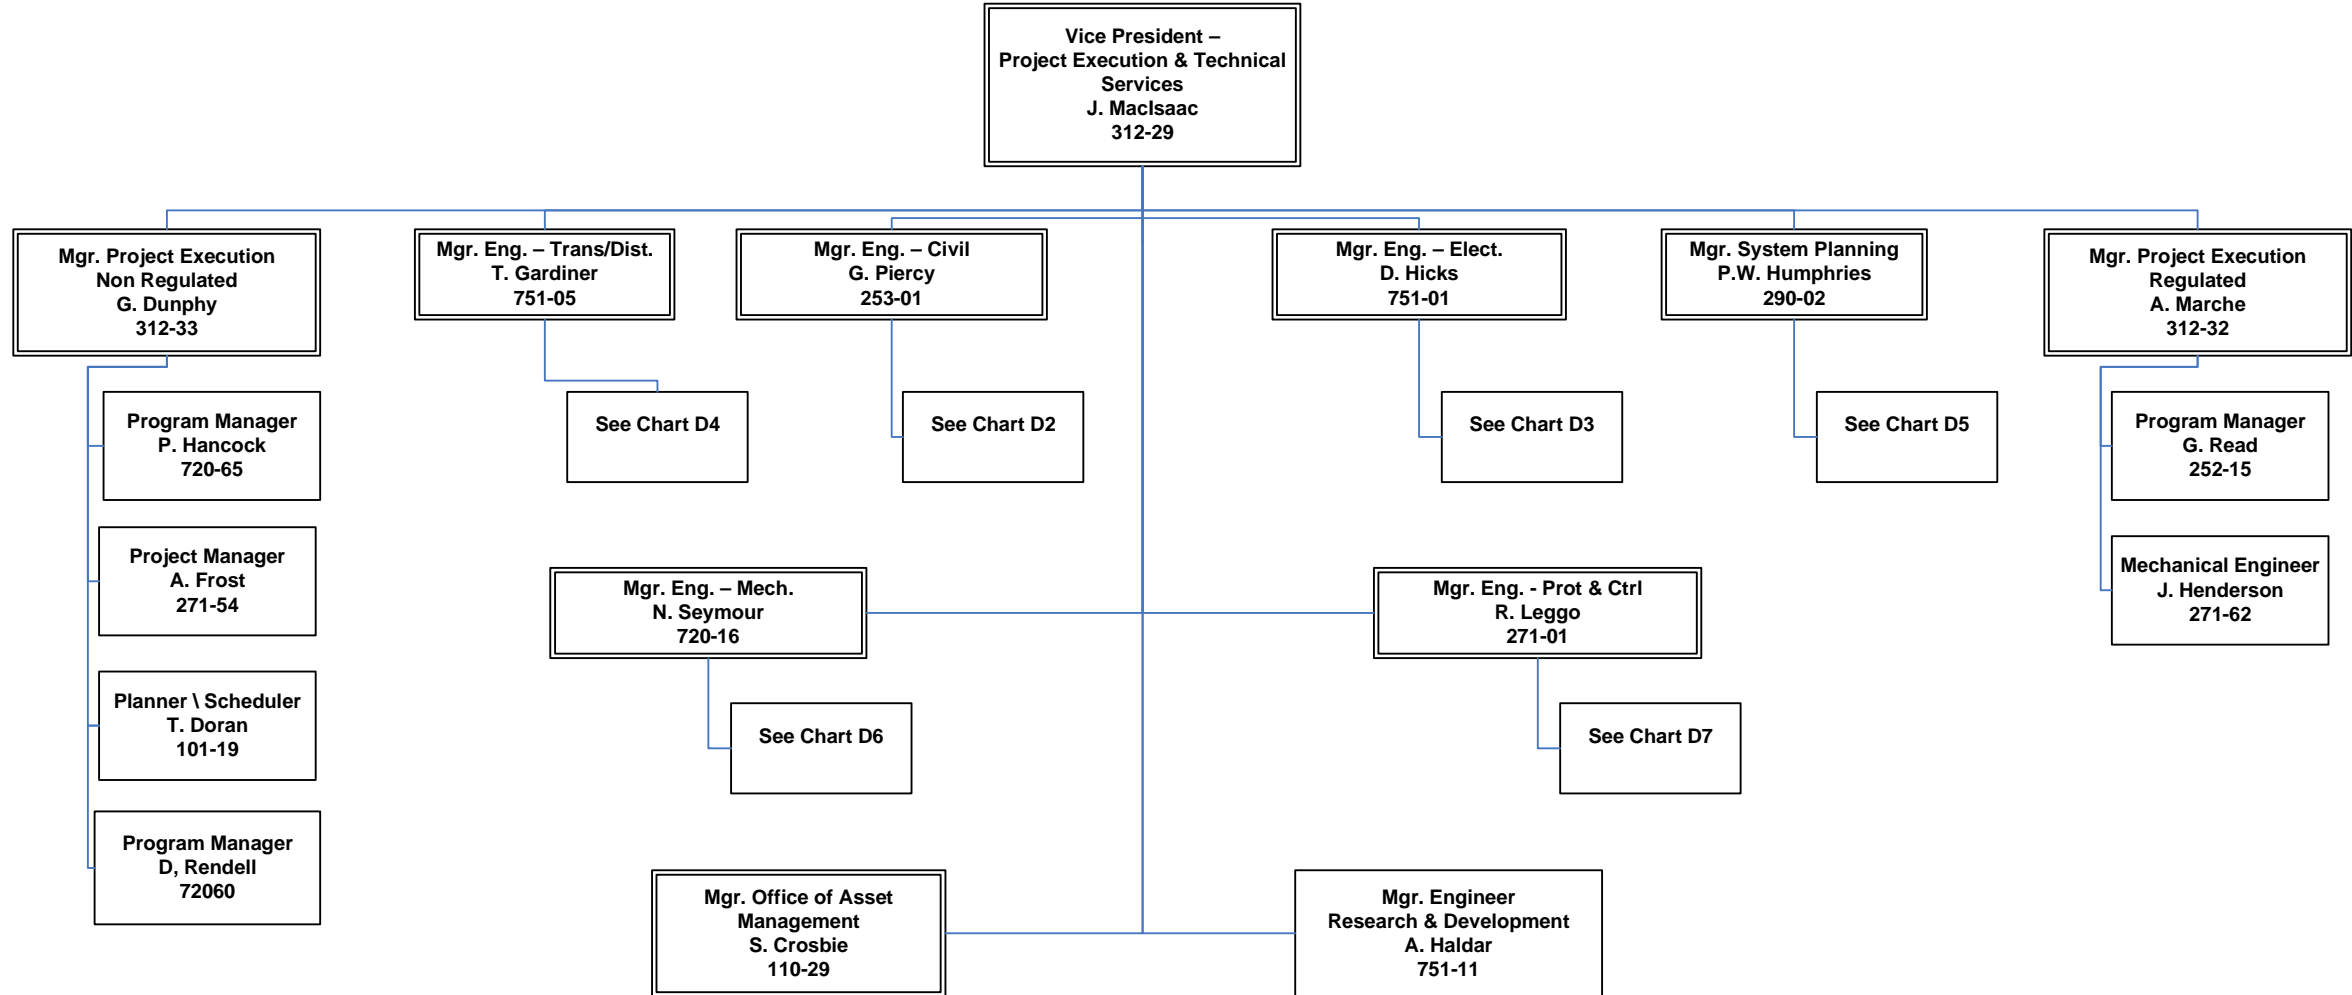 Vice President –
Project Execution & Technical
Services
J. MacIsaac
312-29
Mgr. Project Execution
Non Regulated
G. Dunphy
312-33
Mgr. Eng. – Trans/Dist.
T. Gardiner
751-05
Mgr. Eng. – Civil
G. Piercy
253-01
Mgr. Eng. – Elect.
D. Hicks
751-01
Mgr. System Planning
P.W. Humphries
290-02
Mgr. Project Execution
Regulated
A. Marche
312-32
Program Manager
P. Hancock
720-65
See Chart D4
See Chart D2
See Chart D3
See Chart D5
Program Manager
G. Read
252-15
Project Manager
A. Frost
271-54
Mgr. Eng. – Mech.
N. Seymour
720-16
Mgr. Eng. - Prot & Ctrl
R. Leggo
271-01
Mechanical Engineer
J. Henderson
271-62
Planner \ Scheduler
T. Doran
101-19
See Chart D6
See Chart D7
Program Manager
D, Rendell
72060
Mgr. Office of Asset
Management
S. Crosbie
110-29
Mgr. Engineer
Research & Development
A. Haldar
751-11